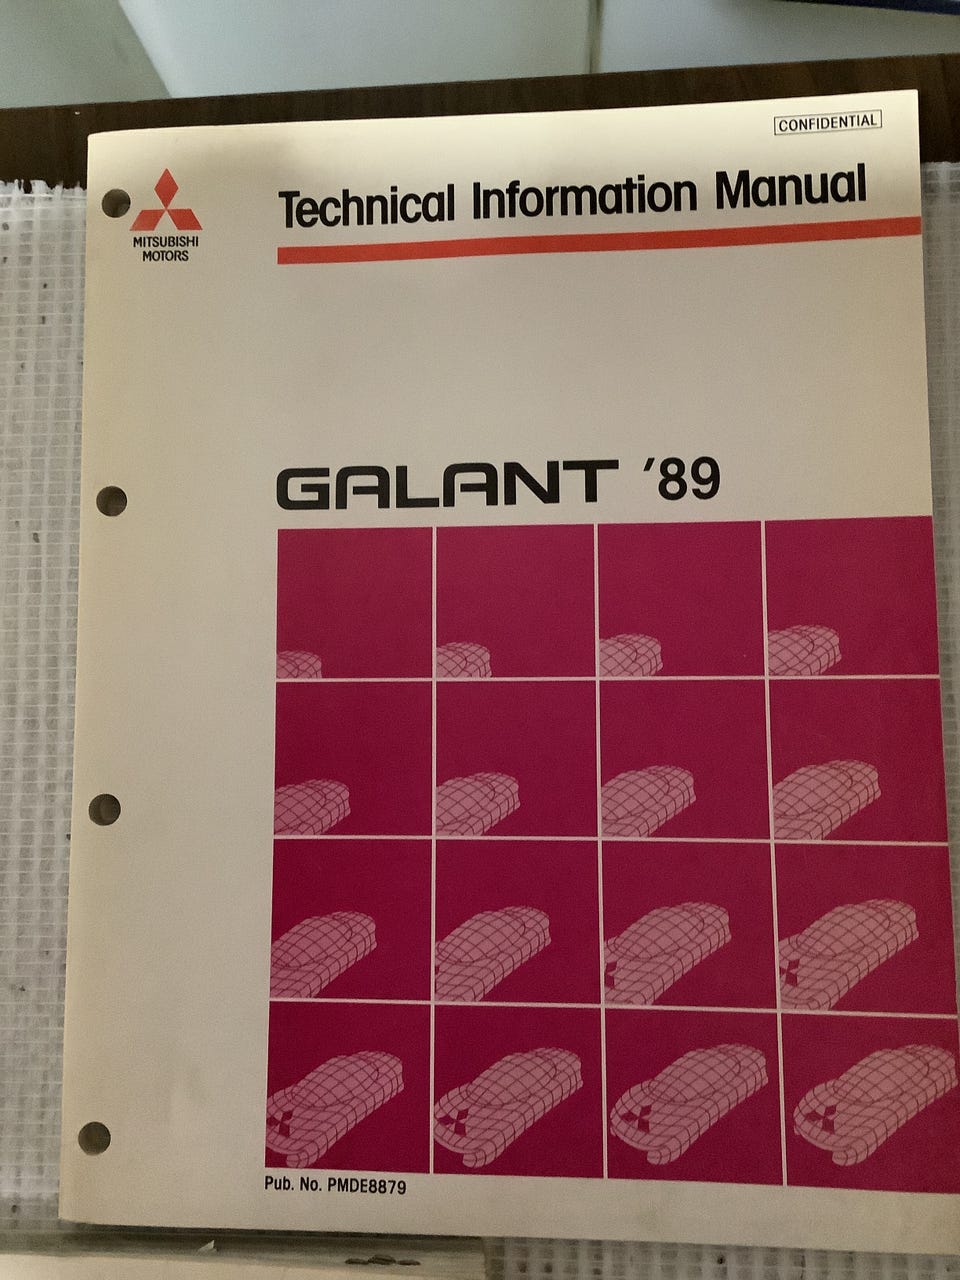 CONFIDENTIAL
Technical Information Manual
MITSUBISHI
MOTORS
GALANT '89
Pub. No. PMDE8879